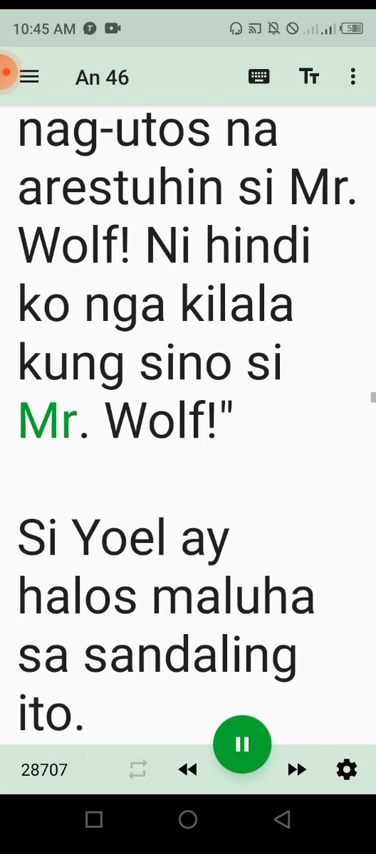 10:45 AM
An 46
nag-utos na
arestuhin si Mr.
Wolf! Ni hindi
ko nga kilala
kung sino si
Mr. Wolf!"
Si Yoel ay
halos maluha
sa sandaling
ito.
28707